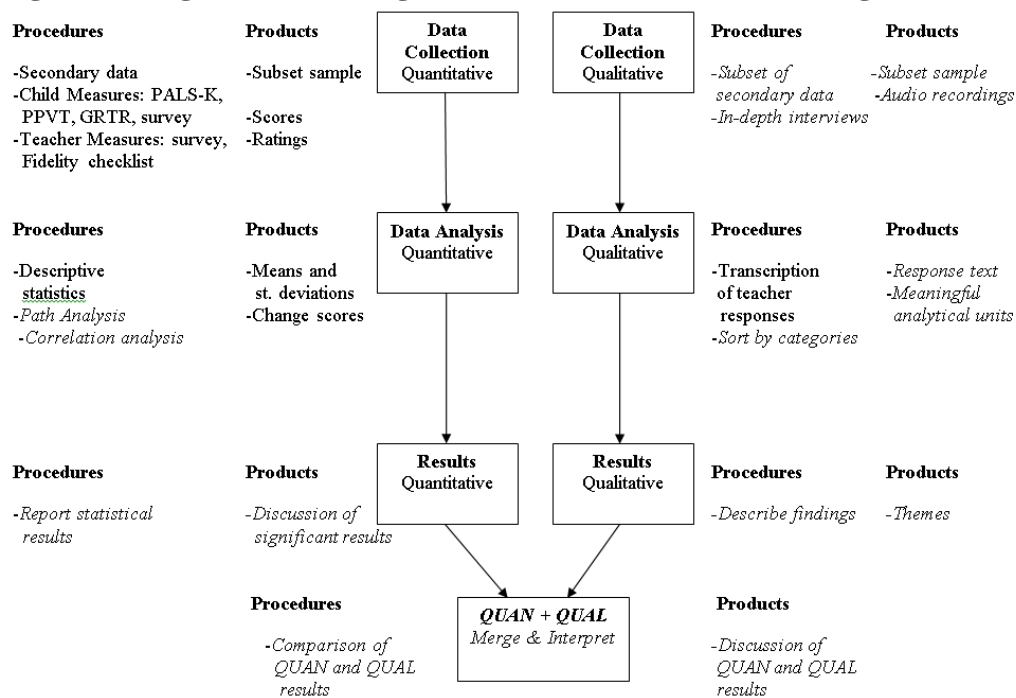 Procedures
-Secondary data
-Child Measures: PALS-K,
PPVT, GRTR, survey
-Teacher Measures: survey,
Fidelity checklist
Products
-Subset sample
-Scores
-Ratings
Data
Collection
Quantitative
Data
Collection
Qualitative
Procedures
-Subset of
secondary data
-In-depth interviews
Products
-Subset sample
-Audio recordings
Procedures
-Descriptive
statistics
-Path Analysis
-Correlation analysis
Products
-Means and
st. deviations
-Change scores
Data Analysis
Quantitative
Data Analysis
Qualitative
Procedures
-Transcription
of teacher
responses
-Sort by categories
Products
-Response text
-Meaningful
analytical units
Procedures
-Report statistical
results
Products
-Discussion of
significant results
Results
Quantitative
Results
Qualitative
Procedures
-Describe findings
Products
-Themes
Procedures
-Comparison of
QUAN and QUAL
results
QUAN + QUAL
Merge & Interpret
Products
-Discussion of
QUAN and QUAL
results